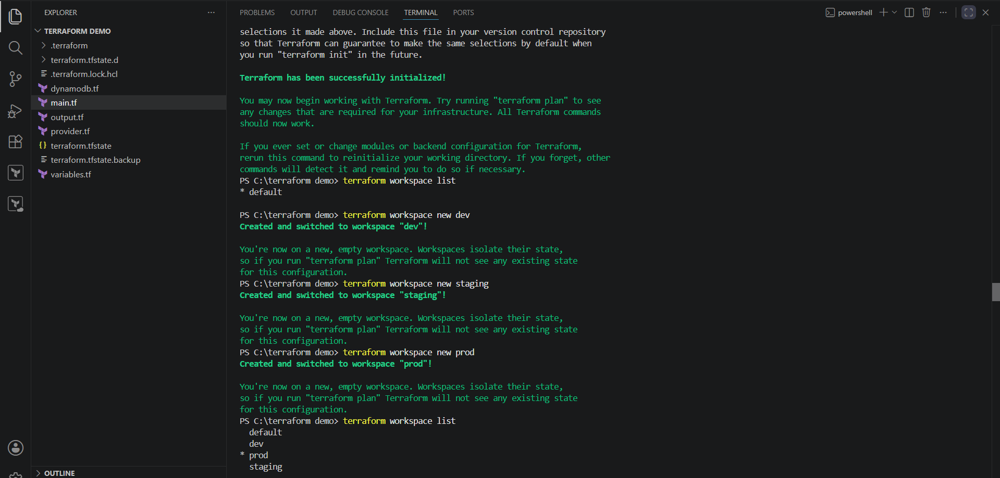 EXPLORER
TERRAFORM DEMO
.terraform
terraform.tfstate.d
.terraform.lock.hcl
dynamodb.tf
main.tf
output.tf
provider.tf
terraform.tfstate
terraform.tfstate.backup
variables.tf
OUTLINE
PROBLEMS OUTPUT DEBUG CONSOLE TERMINAL PORTS
powershell
selections it made above. Include this file in your version control repository
so that Terraform can guarantee to make the same selections by default when
you run "terraform init" in the future.
Terraform has been successfully initialized!
You may now begin working with Terraform. Try running "terraform plan" to see
any changes that are required for your infrastructure. All Terraform commands
should now work.
If you ever set or change modules or backend configuration for Terraform,
rerun this command to reinitialize your working directory. If you forget, other
commands will detect it and remind you to do so if necessary.
PS C:\terraform demo> terraform workspace list
* default
PS C:\terraform demo> terraform workspace new dev
Created and switched to workspace "dev"!
You're now on a new, empty workspace. Workspaces isolate their state,
so if you run "terraform plan" Terraform will not see any existing state
for this configuration.
PS C:\terraform demo> terraform workspace new staging
Created and switched to workspace "staging"!
You're now on a new, empty workspace. Workspaces isolate their state,
so if you run "terraform plan" Terraform will not see any existing state
for this configuration.
PS C:\terraform demo> terraform workspace new prod
Created and switched to workspace "prod"!
You're now on a new, empty workspace. Workspaces isolate their state,
so if you run "terraform plan" Terraform will not see any existing state
for this configuration.
PS C:\terraform demo> terraform workspace list
default
dev
* prod
staging